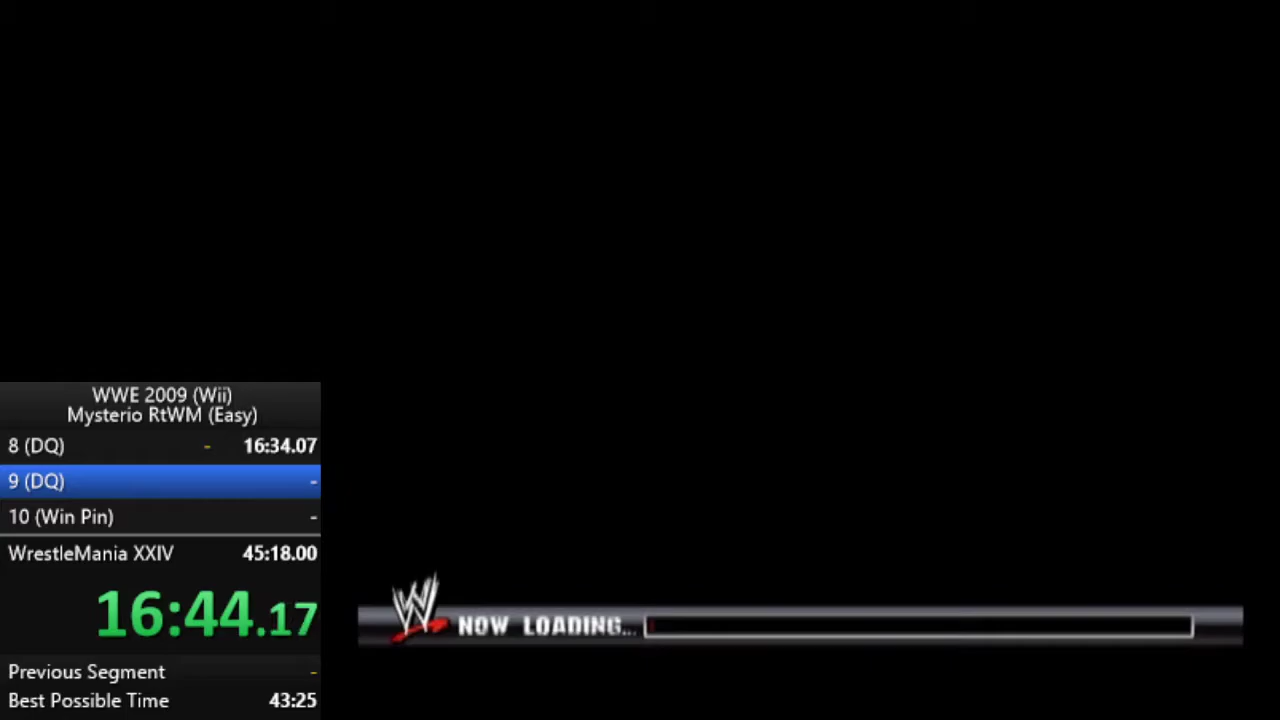 WWE 2009 (Wii)
Mysterio RtWM (Easy)
8 (DQ) - 16:34.07
9 (DQ) -
10 (Win Pin) -
WrestleMania XXIV 45:18.00
16:44.17
Previous Segment -
Best Possible Time 43:25
W NOW LOADING...